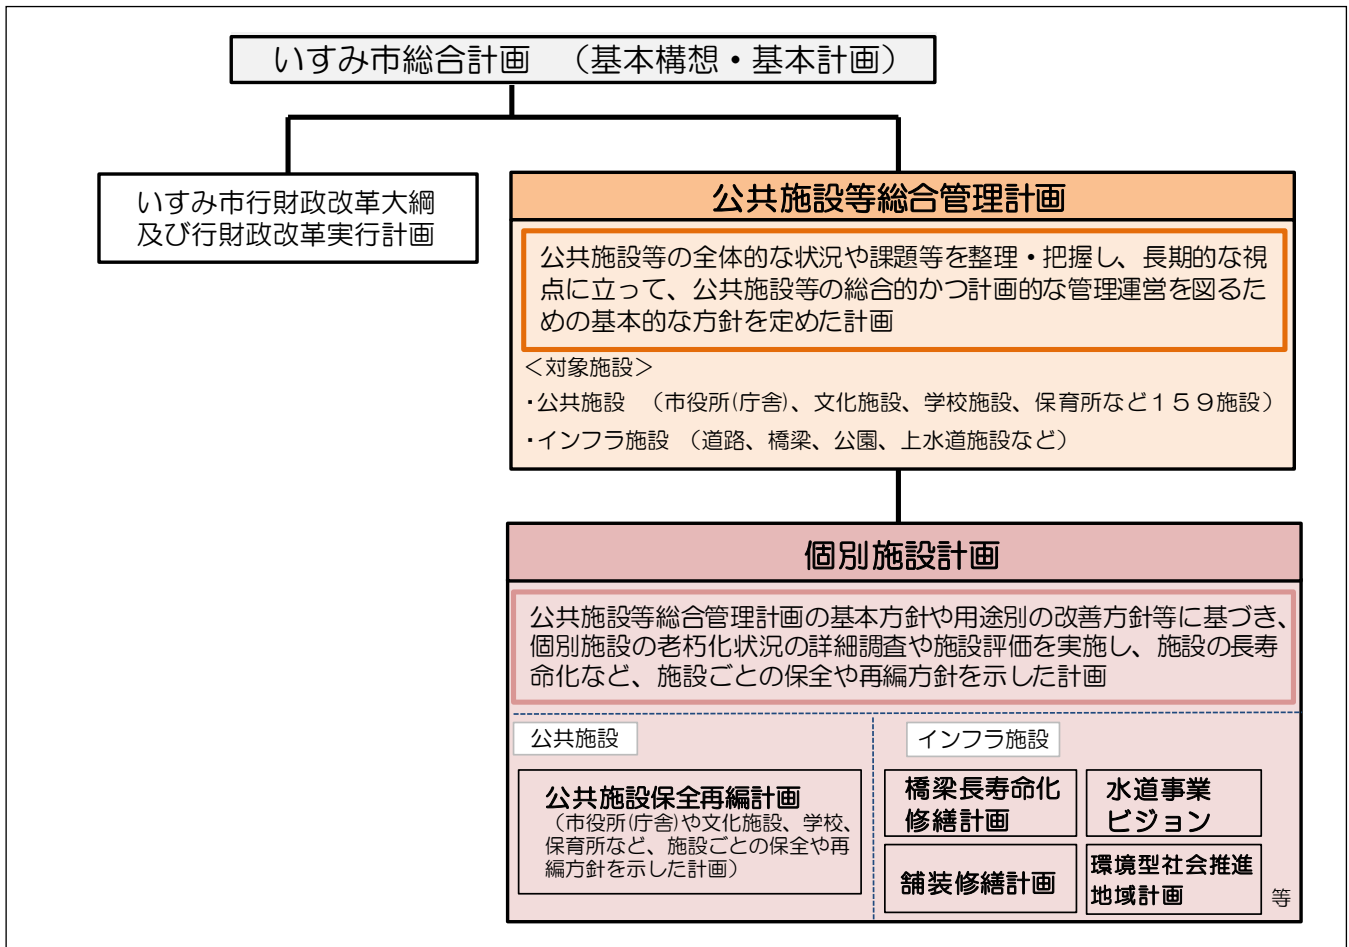 いすみ市総合計画　（基本構想・基本計画）
いすみ市行財政改革大綱
及び行財政改革実行計画
公共施設等総合管理計画
公共施設等の全体的な状況や課題等を整理・把握し、長期的な視
点に立って、公共施設等の総合的かつ計画的な管理運営を図るた
めの基本的な方針を定めた計画
＜対象施設＞
・公共施設　（市役所(庁舎)、文化施設、学校施設、保育所など１５９施設）
・インフラ施設　（道路、橋梁、公園、上水道施設など）
個別施設計画
公共施設等総合管理計画の基本方針や用途別の改善方針等に基づき、
個別施設の老朽化状況の詳細調査や施設評価を実施し、施設の長寿
命化など、施設ごとの保全や再編方針を示した計画
公共施設
公共施設保全再編計画
（市役所(庁舎)や文化施設、学校、
保育所など、施設ごとの保全や再
編方針を示した計画）
インフラ施設
橋梁長寿命化
修繕計画
水道事業
ビジョン
舗装修繕計画
環境型社会推進
地域計画
等